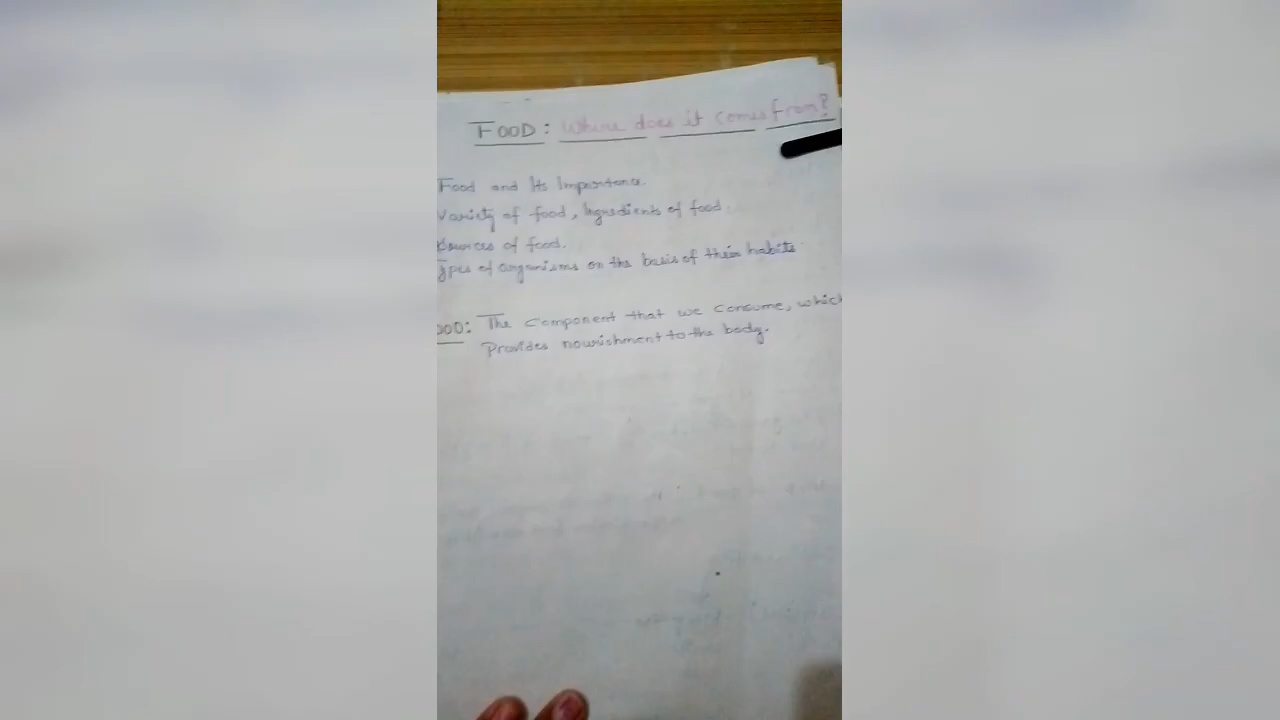 FOOD: Where does it comes from?
Food and Its Importance.
Variety of food, Ingredients of food.
Sources of food.
Types of organisms on the basis of their habits
OOD: The component that we consume, which
Provides nourishment to the body.